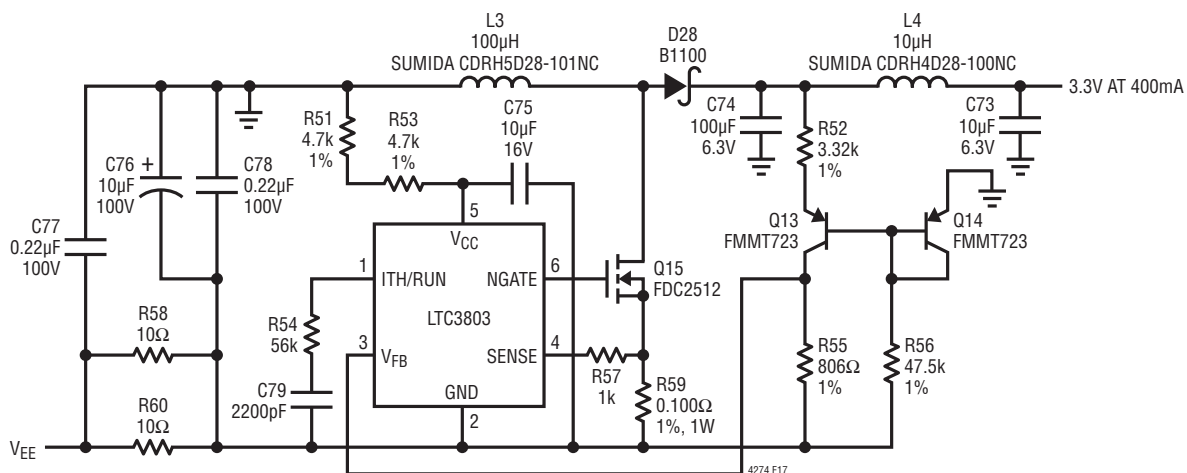 L3
100µH
SUMIDA CDRH5D28-101NC
D28
B1100
L4
10µH
SUMIDA CDRH4D28-100NC
3.3V AT 400mA
C74
100µF
6.3V
C73
10µF
6.3V
R52
3.32k
1%
R51
4.7k
1%
R53
4.7k
1%
C75
10µF
16V
C76
10µF
100V
+
C78
0.22µF
100V
C77
0.22µF
100V
Q13
FMMT723
Q14
FMMT723
5
VCC
1
ITH/RUN
NGATE
6
Q15
FDC2512
LTC3803
R54
56k
3
VFB
SENSE
4
R58
10Ω
R57
1k
R59
0.100Ω
1%, 1W
R55
806Ω
1%
R56
47.5k
1%
C79
2200pF
GND
2
R60
10Ω
VEE
4274 F17